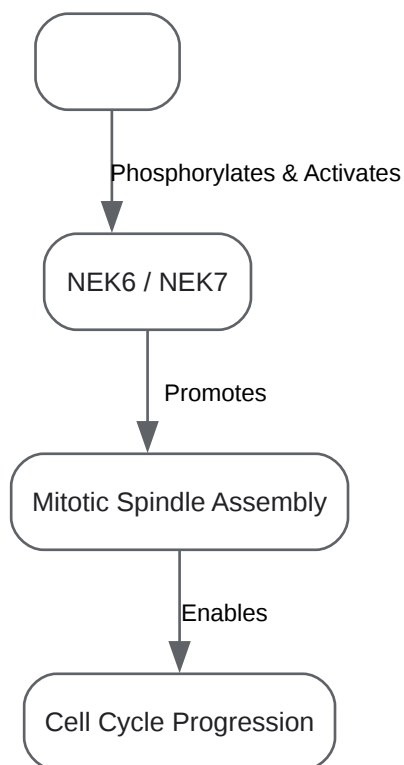 Phosphorylates & Activates
NEK6 / NEK7
Promotes
Mitotic Spindle Assembly
Enables
Cell Cycle Progression